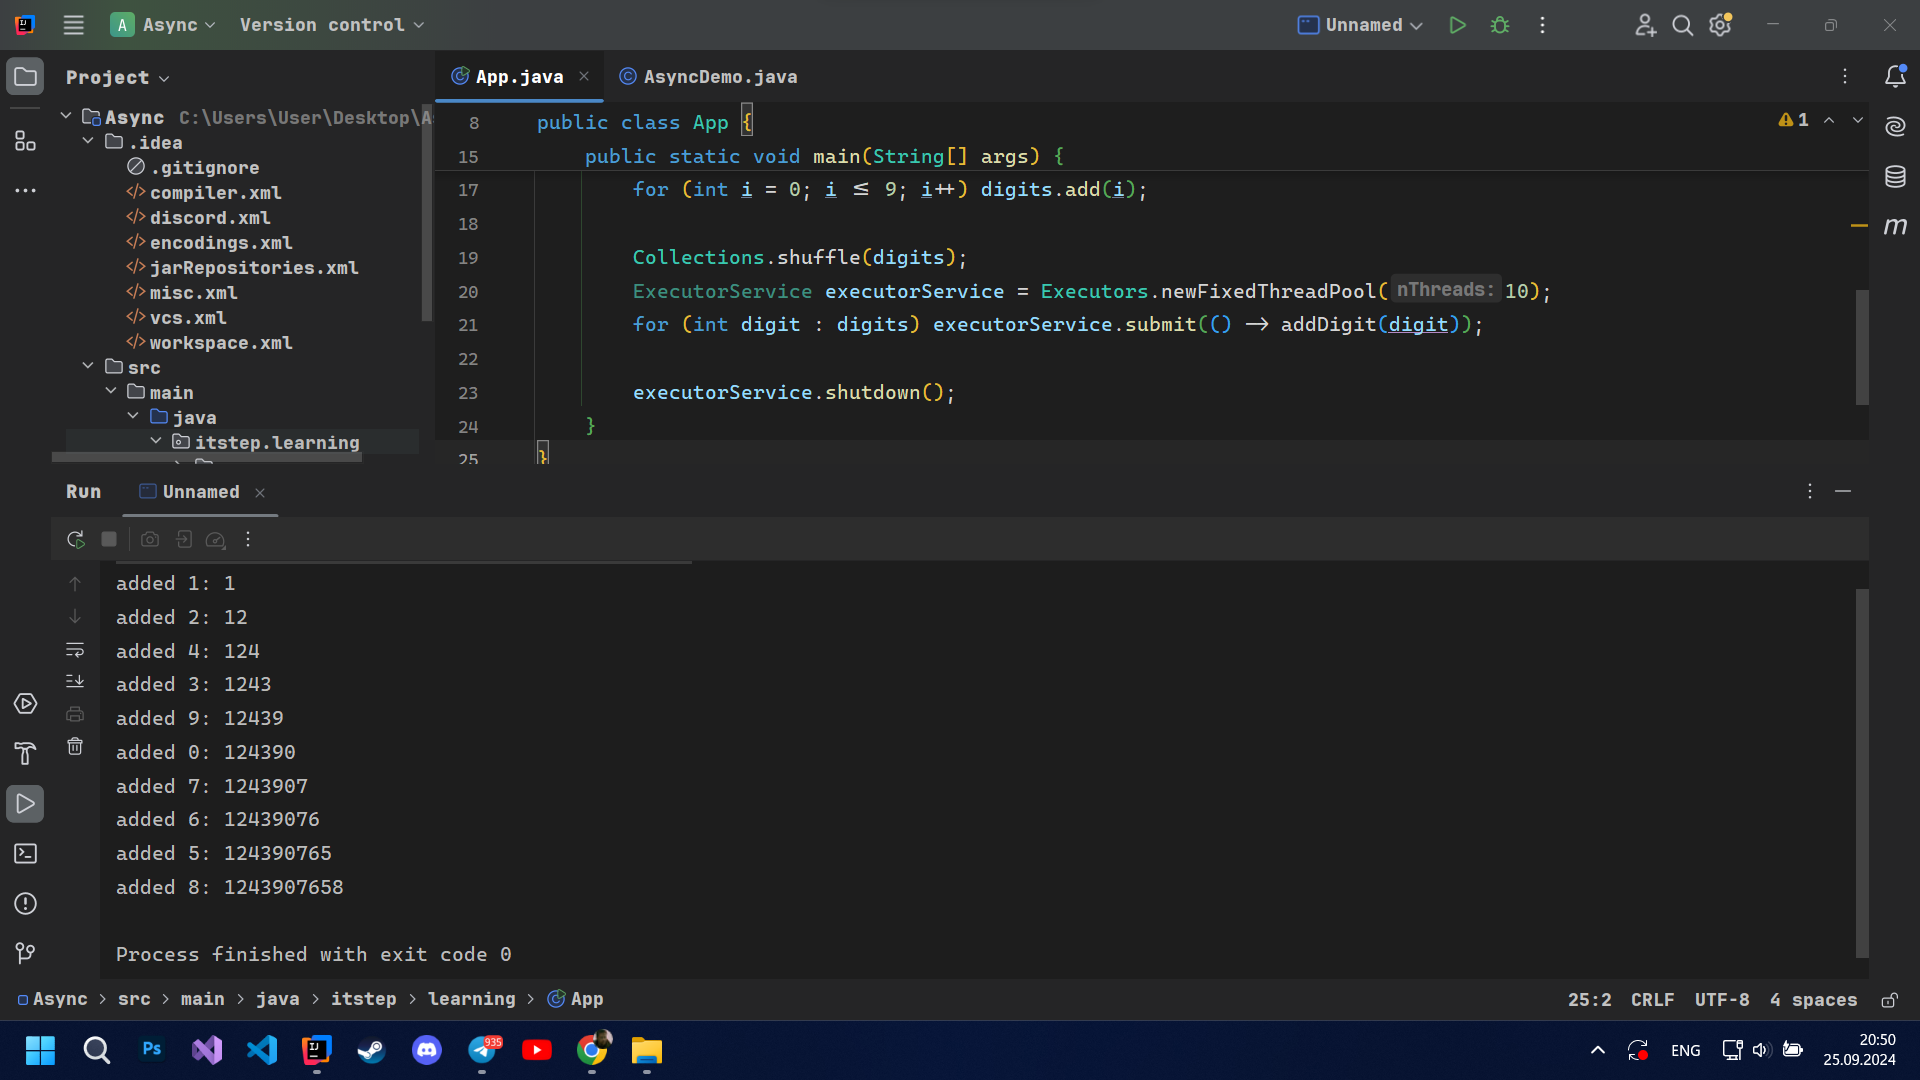 A Async Version control Unnamed
Project
App.java AsyncDemo.java
Async C:\Users\User\Desktop\A
.idea
.gitignore
compiler.xml
discord.xml
encodings.xml
jarRepositories.xml
misc.xml
vcs.xml
workspace.xml
src
main
java
itstep.learning
8 public class App {
1
15 public static void main(String[] args) {
17 for (int i = 0; i ≤ 9; i++) digits.add(i);
18
19 Collections.shuffle(digits);
20 ExecutorService executorService = Executors.newFixedThreadPool( nThreads: 10);
21 for (int digit : digits) executorService.submit(() → addDigit(digit));
22
23 executorService.shutdown();
24 }
25 }
Run Unnamed
added 1: 1
added 2: 12
added 4: 124
added 3: 1243
added 9: 12439
added 0: 124390
added 7: 1243907
added 6: 12439076
added 5: 124390765
added 8: 1243907658
Process finished with exit code 0
Async > src > main > java > itstep > learning > App
25:2 CRLF UTF-8 4 spaces
Ps
935
ENG
20:50
25.09.2024